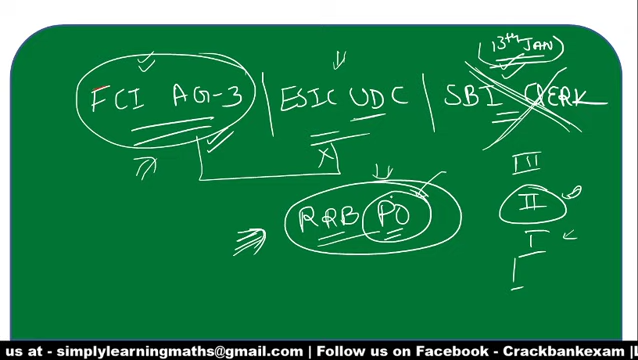 (13th JAN)
FCI AG-3 | ESIC UDC | SBI CLERK
III
RRB PO
II
I
us at - simplylearningmaths@gmail.com | Follow us on Facebook - Crackbankexam |